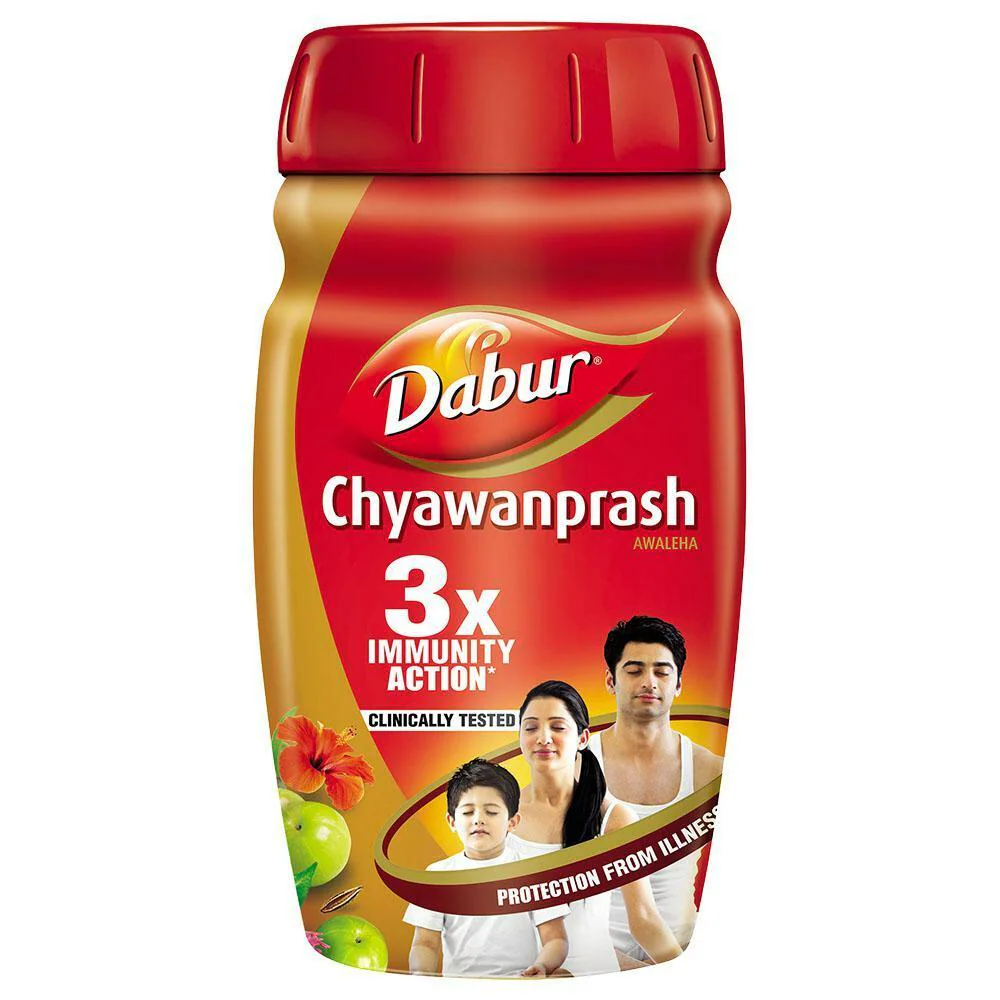 Dabur®
Chyawanprash
AWALEHA
3x
IMMUNITY
ACTION*
CLINICALLY TESTED
PROTECTION FROM ILLNESS